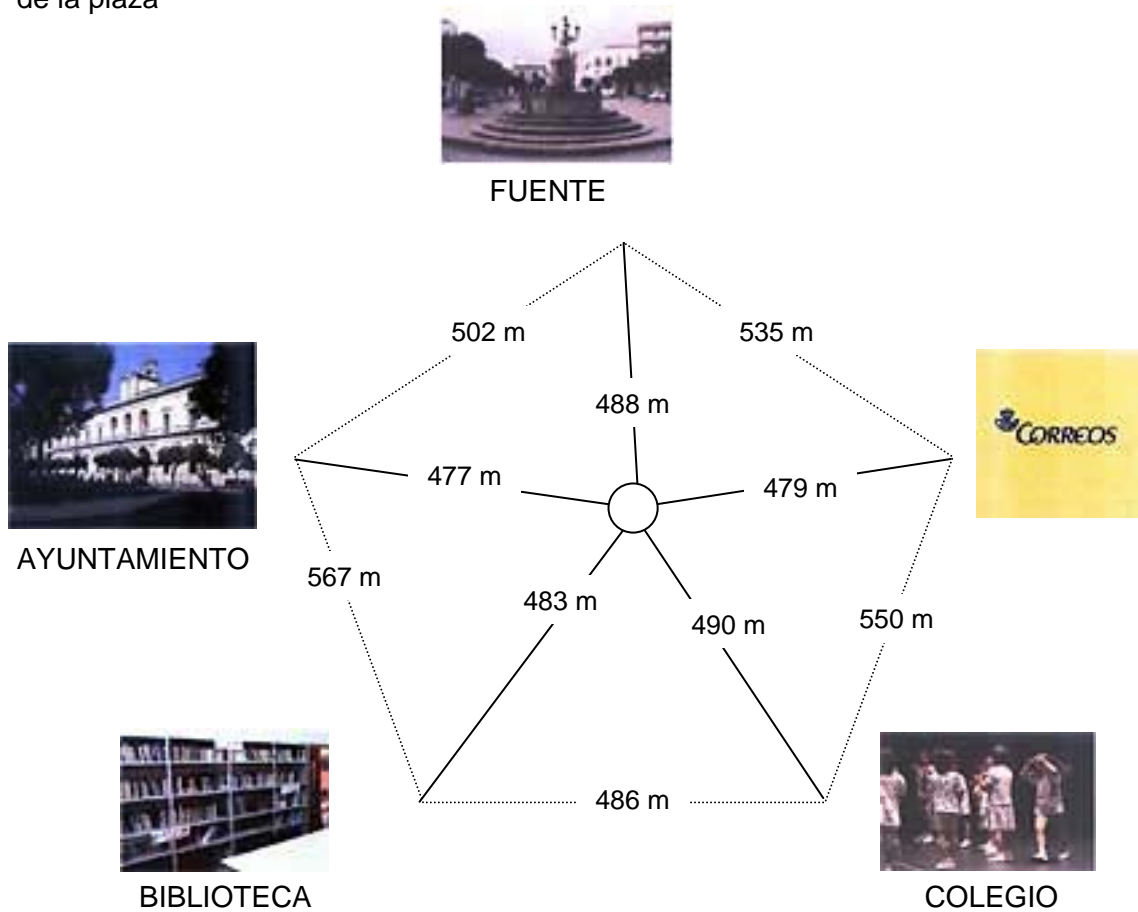 de la plaza
FUENTE
502 m
535 m
488 m
CORREOS
477 m
479 m
AYUNTAMIENTO
567 m
483 m
490 m
550 m
486 m
BIBLIOTECA
COLEGIO